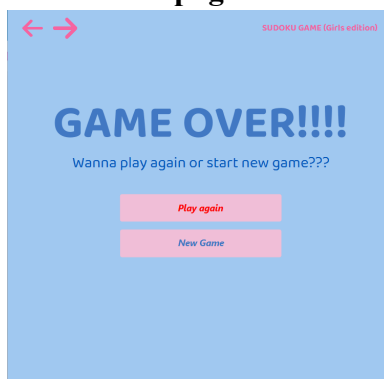 SUDOKU GAME (Girls edition)
GAME OVER!!!!
Wanna play again or start new game???
Play again
New Game